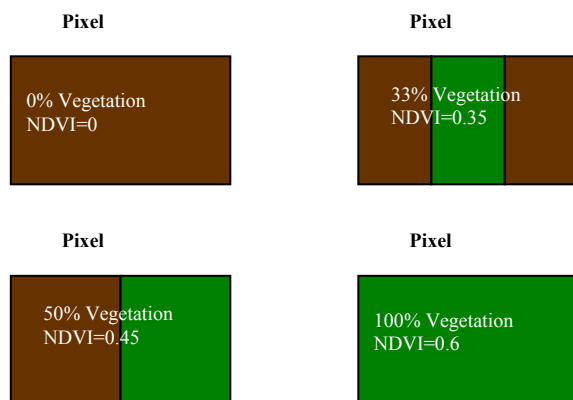 Pixel
0% Vegetation
NDVI=0
Pixel
33% Vegetation
NDVI=0.35
Pixel
50% Vegetation
NDVI=0.45
Pixel
100% Vegetation
NDVI=0.6